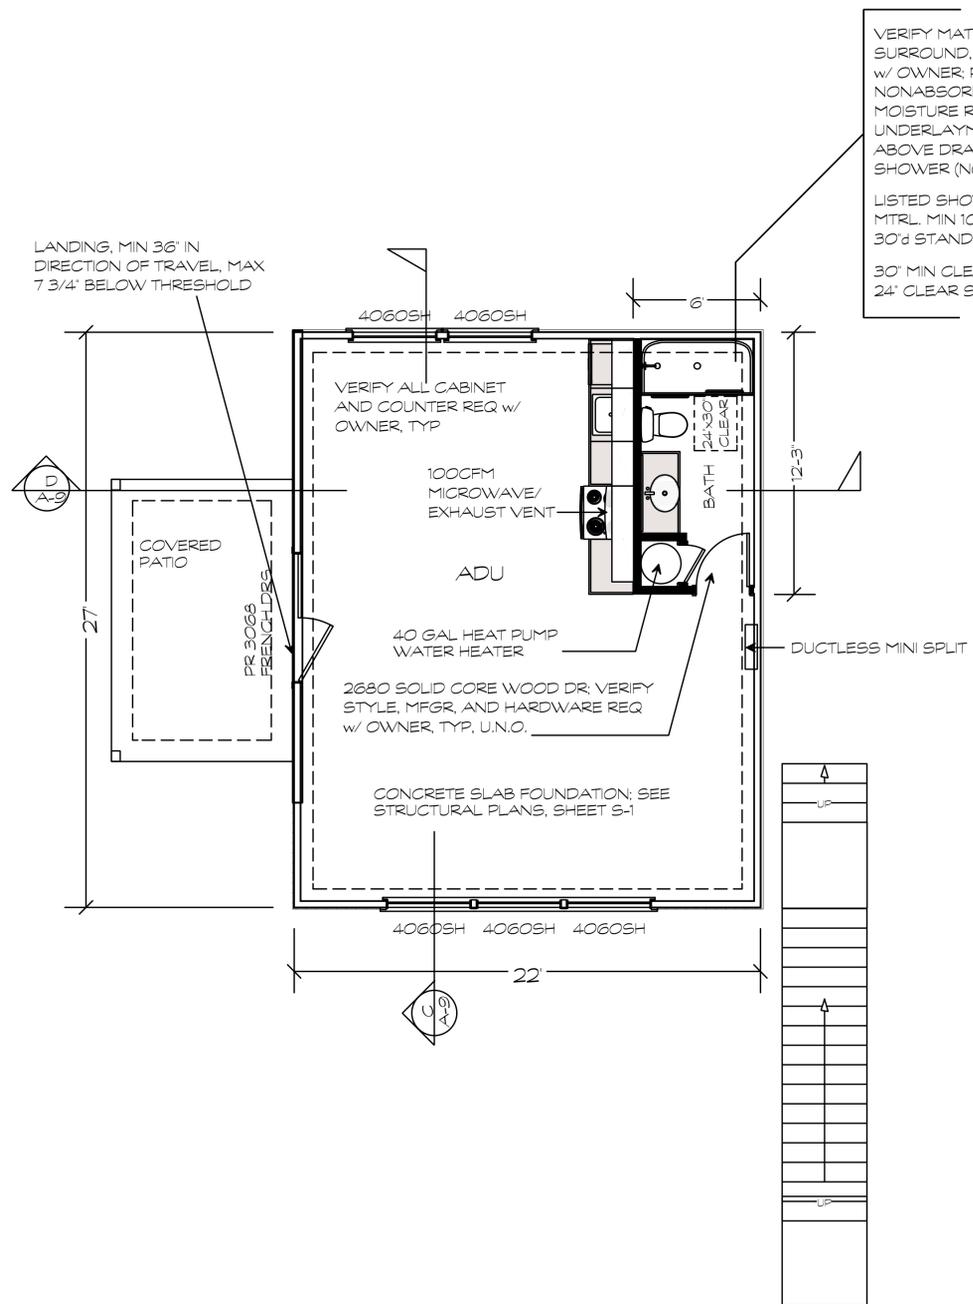 VERIFY MAT
SURROUND,
w/ OWNER;
NONABSOR
MOISTURE R
UNDERLAYM
ABOVE DRA
SHOWER
LISTED SHO
MTRL. MIN 10
30"d STAND
30" MIN CLE
24" CLEAR S
LANDING, MIN 36" IN
DIRECTION OF TRAVEL, MAX
7 3/4" BELOW THRESHOLD
6'
4060SH 4060SH
VERIFY ALL CABINET
AND COUNTER REQ w/
OWNER, TYP
24"x30"
CLEAR
BATH
12'-3"
100CFM
MICROWAVE/
EXHAUST VENT
D
A-9
COVERED
PATIO
ADU
PR 3068
FRENCH DRS
27'
40 GAL HEAT PUMP
WATER HEATER
DUCTLESS MINI SPLIT
2680 SOLID CORE WOOD DR; VERIFY
STYLE, MFGR, AND HARDWARE REQ
w/ OWNER, TYP, U.N.O.
CONCRETE SLAB FOUNDATION; SEE
STRUCTURAL PLANS, SHEET S-1
UP
4060SH 4060SH 4060SH
22'
C
A-9
UP